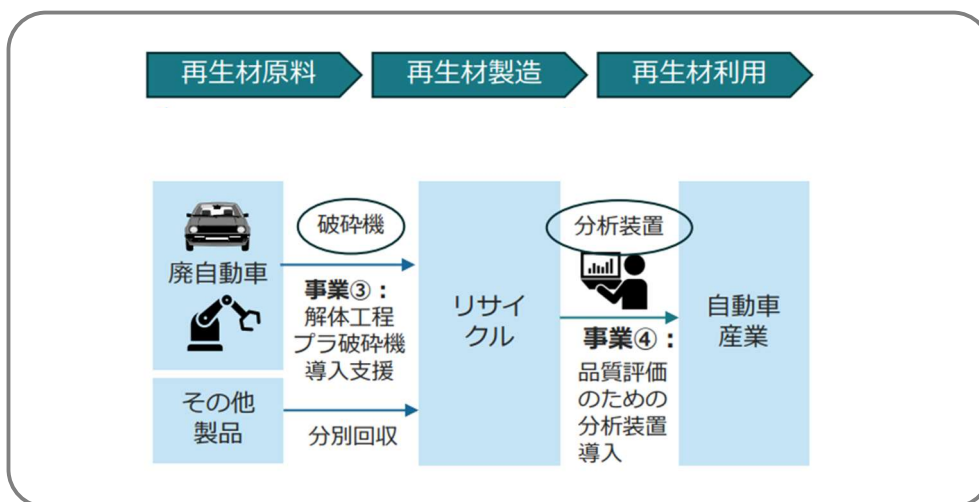 再生材原料
再生材製造
再生材利用
廃自動車
その他
製品
破砕機
事業③：
解体工程
プラ破砕機
導入支援
分別回収
リサイ
クル
分析装置
事業④：
品質評価
のための
分析装置
導入
自動車
産業